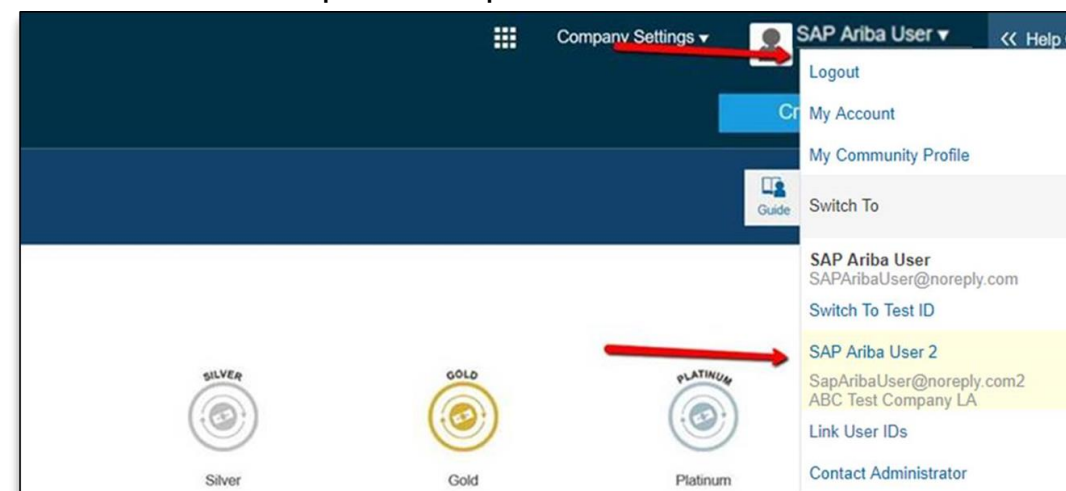 Company Settings ▾
SAP Ariba User ▾
<< Help
Logout
Cr
My Account
My Community Profile
Guide
Switch To
SAP Ariba User
SAPAribaUser@noreply.com
Switch To Test ID
SAP Ariba User 2
SapAribaUser@noreply.com2
ABC Test Company LA
Link User IDs
Contact Administrator
SILVER
GOLD
PLATINUM
Silver
Gold
Platinum